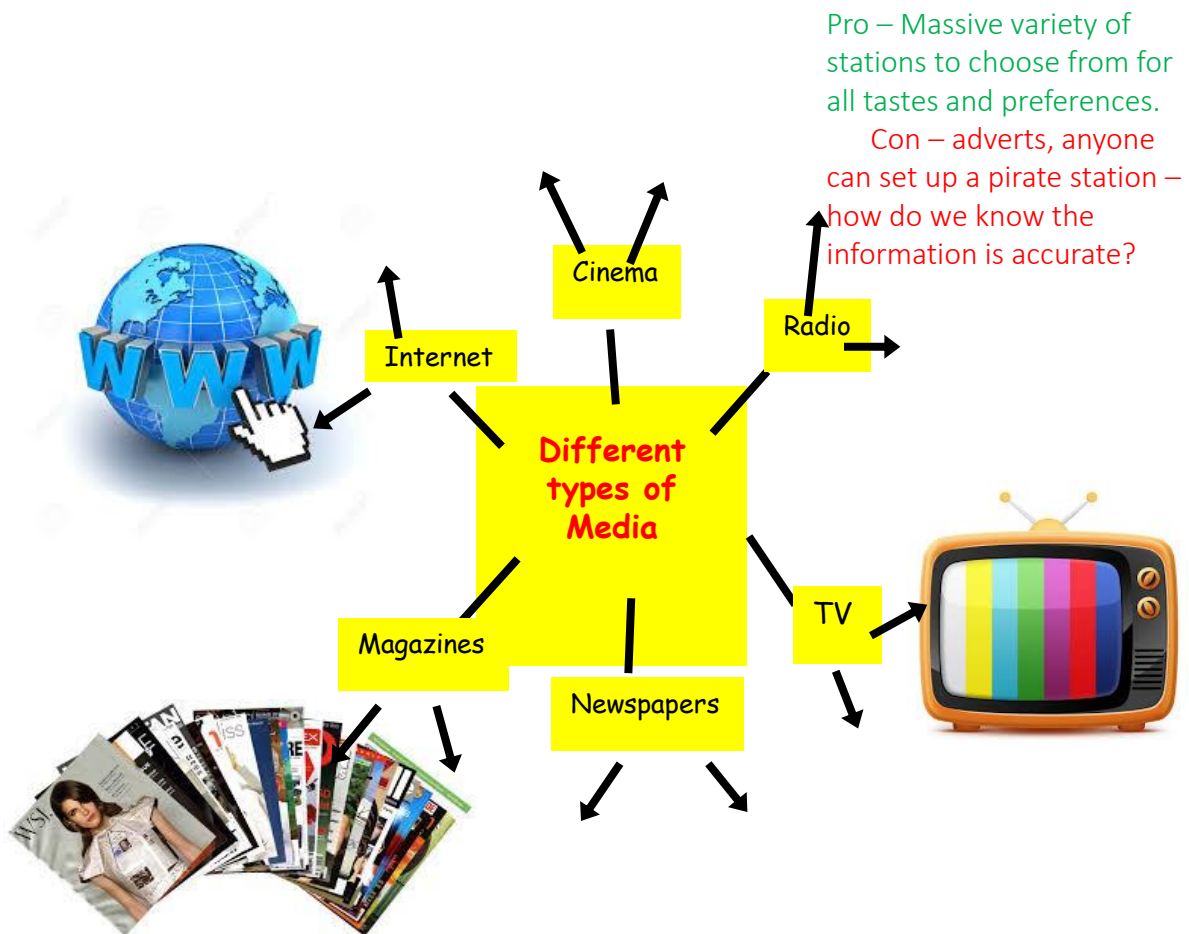 Pro – Massive variety of
stations to choose from for
all tastes and preferences.
Con – adverts, anyone
can set up a pirate station –
how do we know the
information is accurate?
Cinema
Radio
Internet
WWW
Different
types of
Media
TV
Magazines
Newspapers
WSJ.